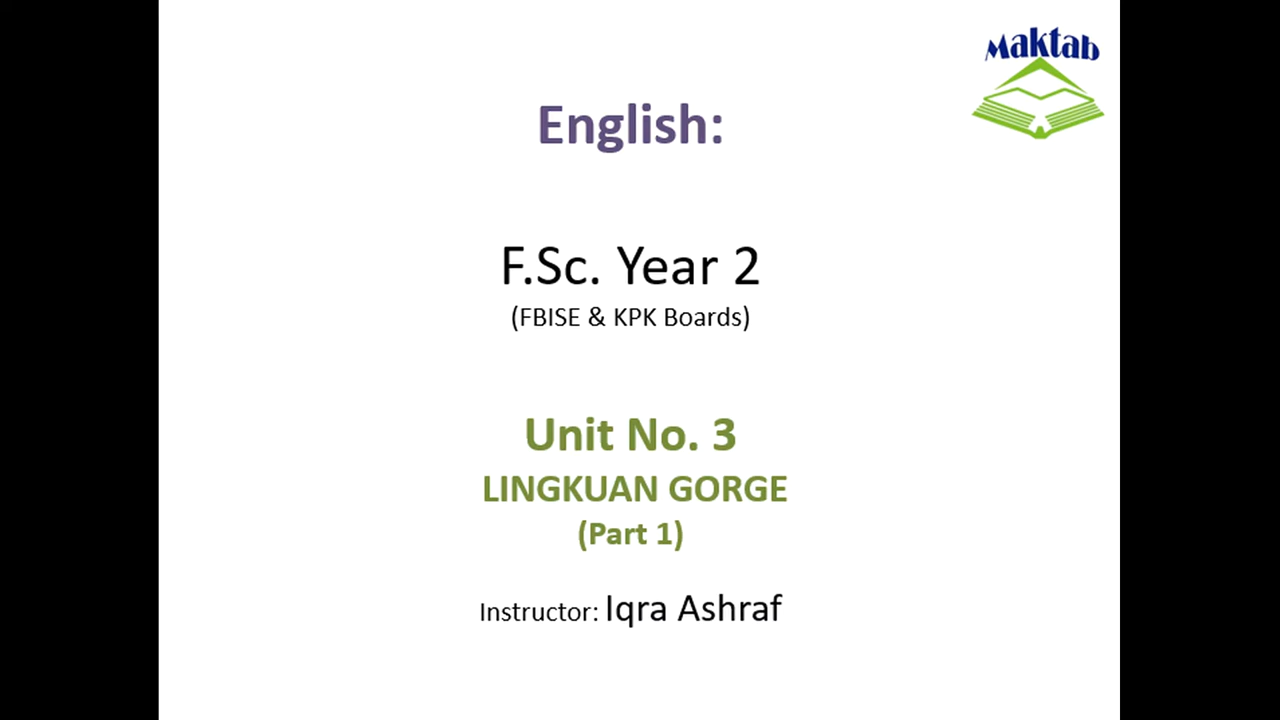 Maktab
English:
F.Sc. Year 2
(FBISE & KPK Boards)
Unit No. 3
LINGKUAN GORGE
(Part 1)
Instructor: Iqra Ashraf